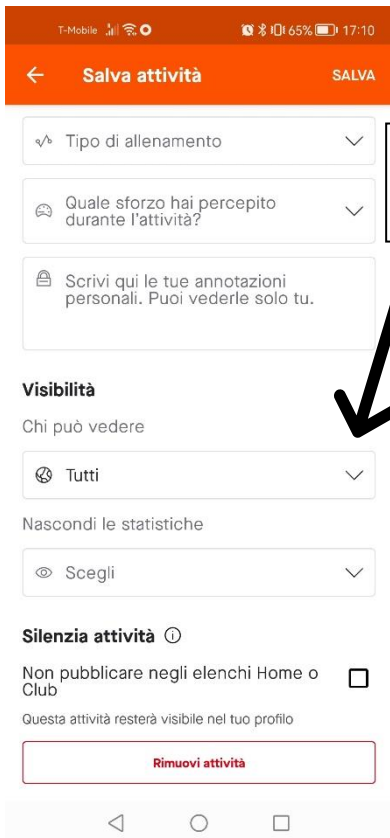 T-Mobile 65% 17:10
Salva attività SALVA
Tipo di allenamento
Quale sforzo hai percepito
durante l'attività?
Scrivi qui le tue annotazioni
personali. Puoi vederle solo tu.
Visibilità
Chi può vedere
Tutti
Nascondi le statistiche
Scegli
Silenzia attività
Non pubblicare negli elenchi Home o
Club
Questa attività resterà visibile nel tuo profilo
Rimuovi attività